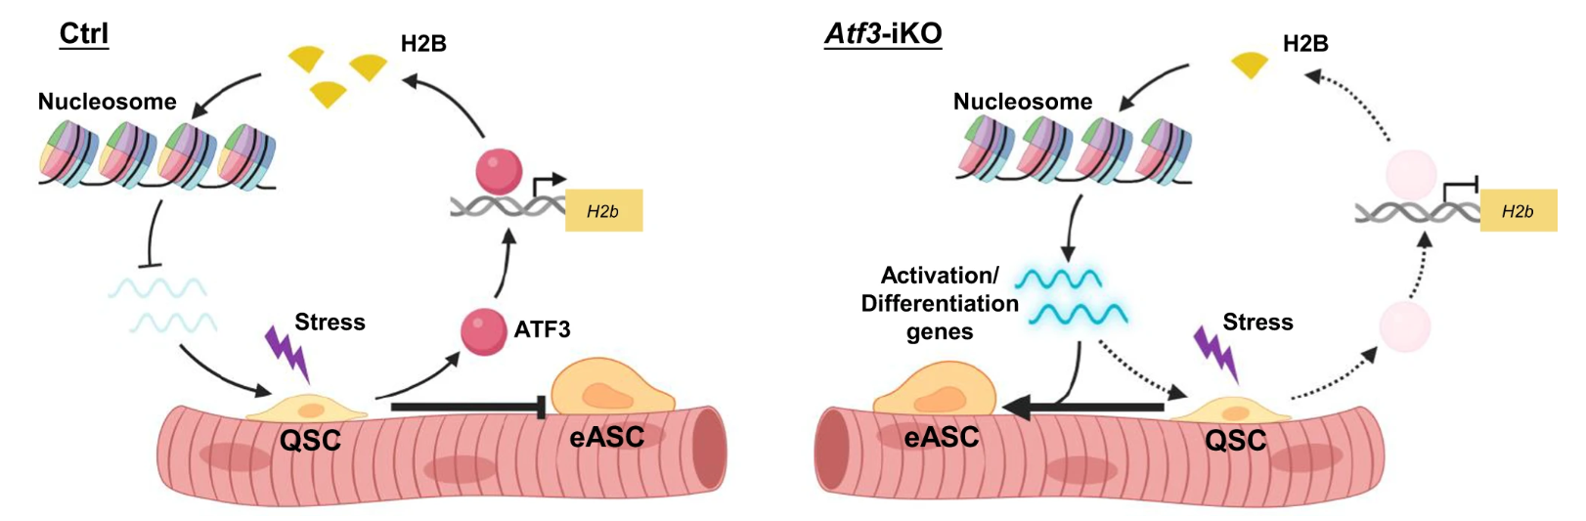 Ctrl
H2B
Nucleosome
H2b
Stress
ATF3
QSC
eASC
Atf3-iKO
H2B
Nucleosome
H2b
Activation/
Differentiation
genes
Stress
eASC
QSC